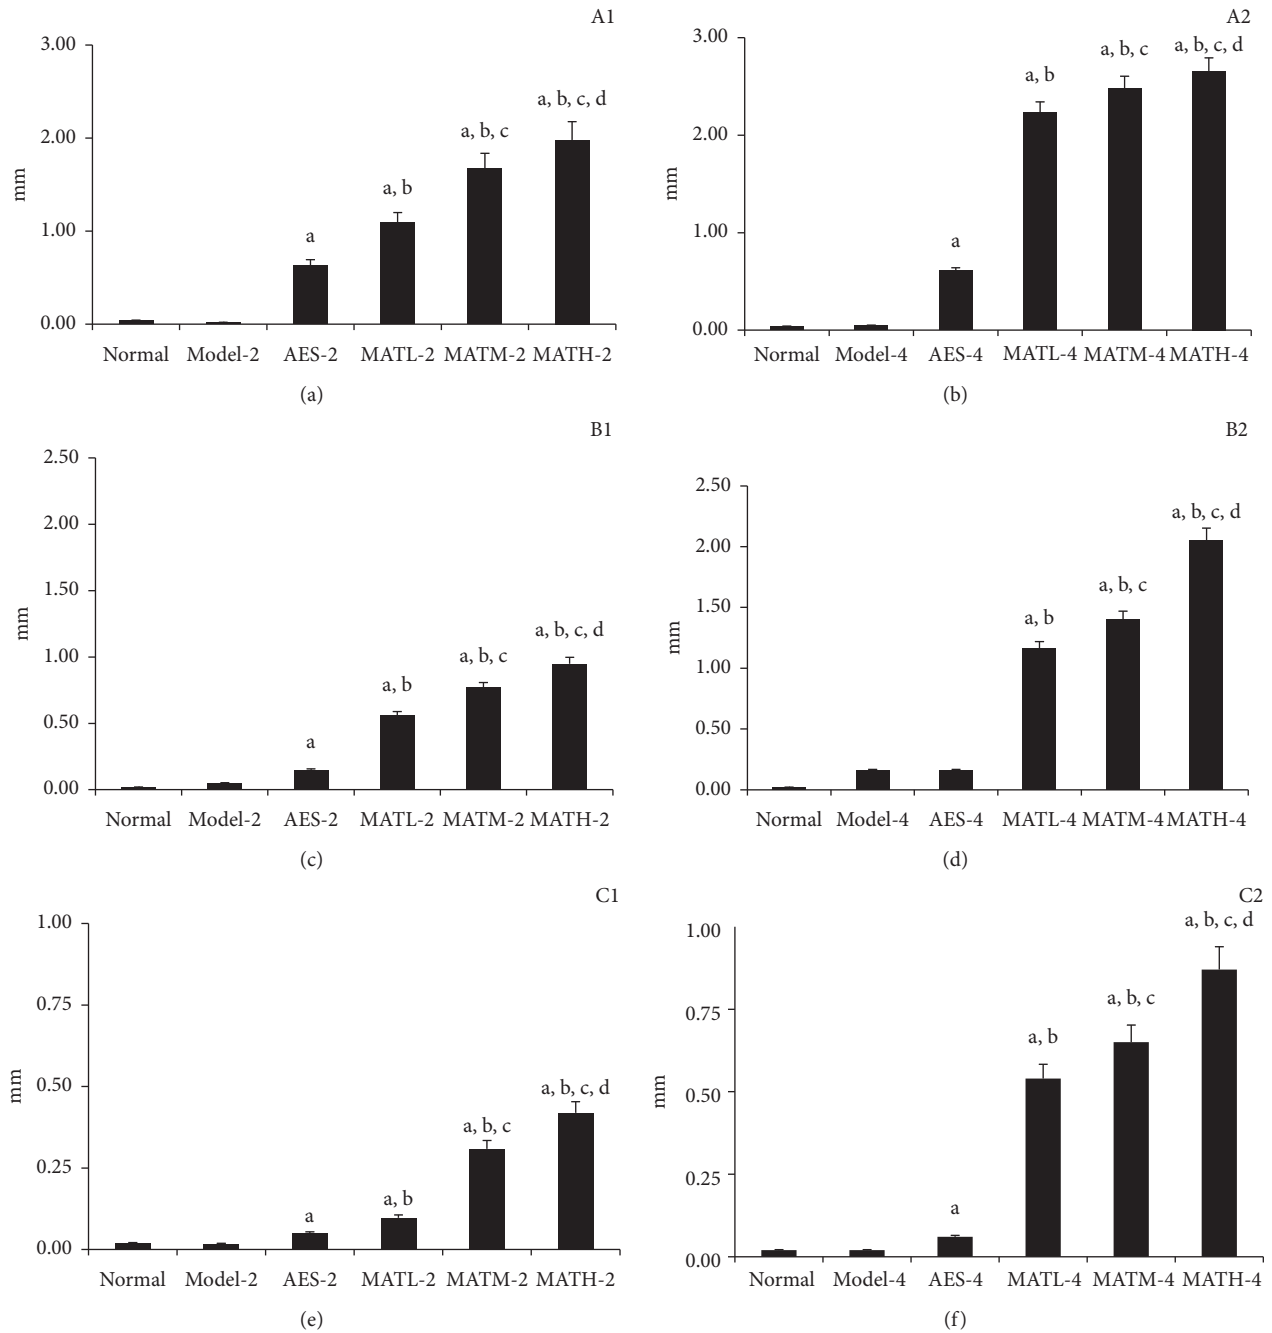 A1
3.00
2.00
1.00
0.00
mm
a
a, b
a, b, c
a, b, c, d
Normal Model-2 AES-2 MATL-2 MATM-2 MATH-2
(a)
A2
3.00
2.00
1.00
0.00
mm
a
a, b
a, b, c
a, b, c, d
Normal Model-4 AES-4 MATL-4 MATM-4 MATH-4
(b)
B1
2.50
2.00
1.50
1.00
0.50
0.00
mm
a
a, b
a, b, c
a, b, c, d
Normal Model-2 AES-2 MATL-2 MATM-2 MATH-2
(c)
B2
2.50
2.00
1.50
1.00
0.50
0.00
mm
a, b
a, b, c
a, b, c, d
Normal Model-4 AES-4 MATL-4 MATM-4 MATH-4
(d)
C1
1.00
0.75
0.50
0.25
0.00
mm
a
a, b
a, b, c
a, b, c, d
Normal Model-2 AES-2 MATL-2 MATM-2 MATH-2
(e)
C2
1.00
0.75
0.50
0.25
0.00
mm
a
a, b
a, b, c
a, b, c, d
Normal Model-4 AES-4 MATL-4 MATM-4 MATH-4
(f)